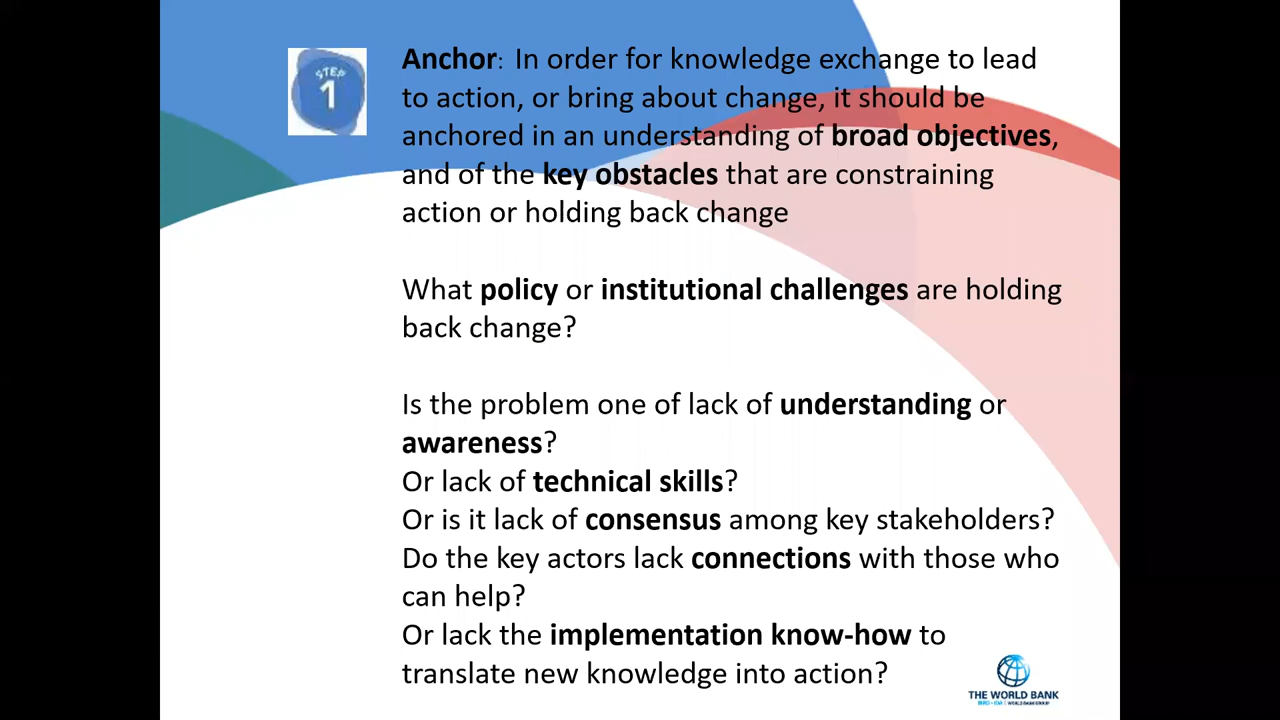 STEP
1
Anchor: In order for knowledge exchange to lead
to action, or bring about change, it should be
anchored in an understanding of broad objectives,
and of the key obstacles that are constraining
action or holding back change
What policy or institutional challenges are holding
back change?
Is the problem one of lack of understanding or
awareness?
Or lack of technical skills?
Or is it lack of consensus among key stakeholders?
Do the key actors lack connections with those who
can help?
Or lack the implementation know-how to
translate new knowledge into action?
THE WORLD BANK
IBRD • IDA | WORLD BANK GROUP